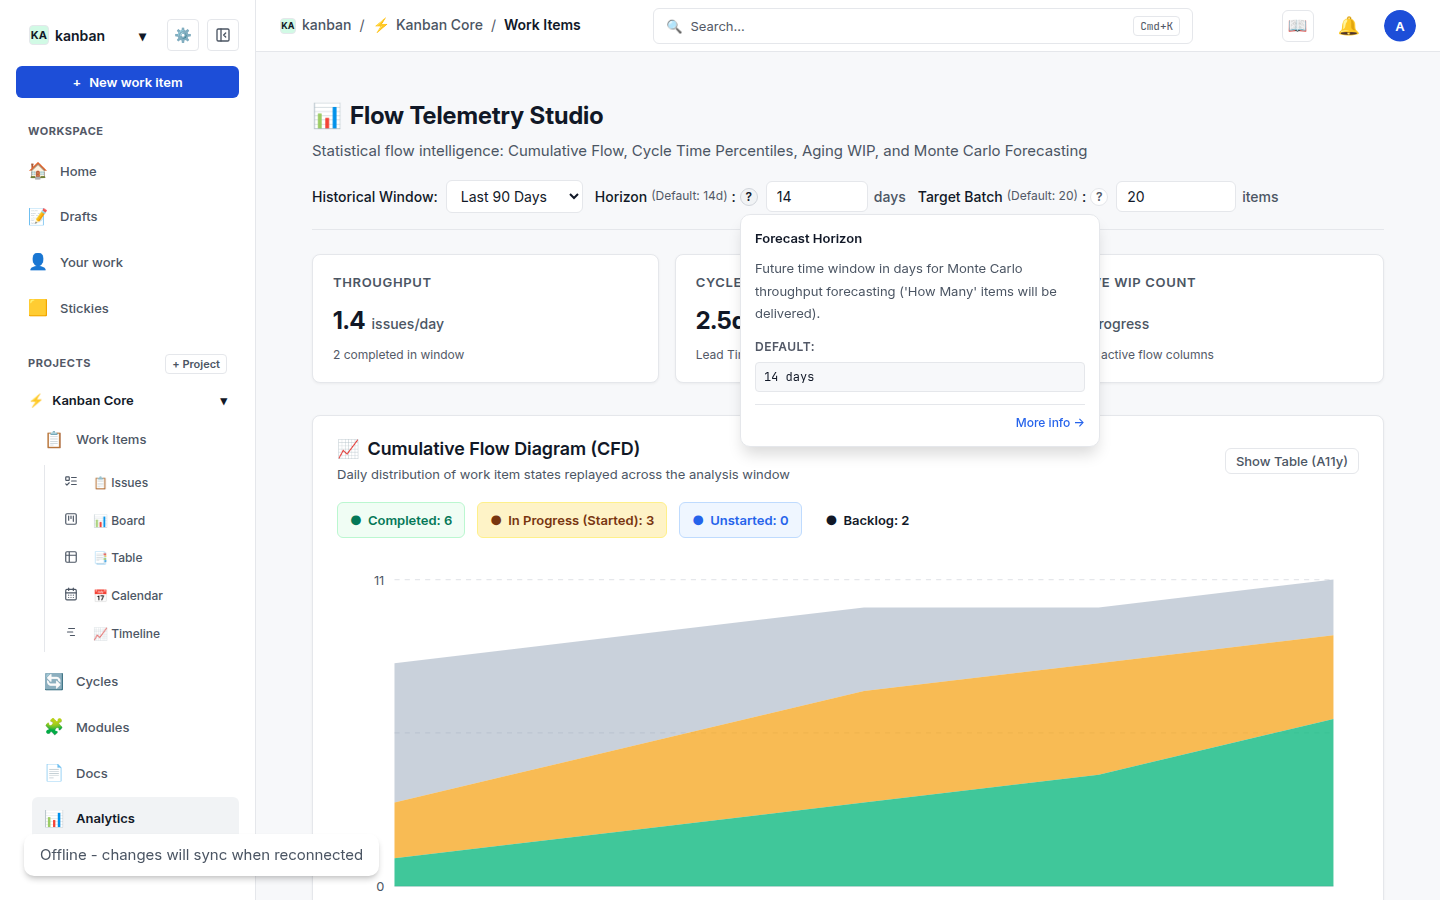 KA kanban ▾
+ New work item
WORKSPACE
Home
Drafts
Your work
Stickies
PROJECTS
+ Project
Kanban Core ▾
Work Items
Issues
Board
Table
Calendar
Timeline
Cycles
Modules
Docs
Analytics
Offline - changes will sync when reconnected
KA kanban / Kanban Core / Work Items
Search...
Cmd+K
A
Flow Telemetry Studio
Statistical flow intelligence: Cumulative Flow, Cycle Time Percentiles, Aging WIP, and Monte Carlo Forecasting
Historical Window: Last 90 Days Horizon (Default: 14d) : ? 14 days Target Batch (Default: 20) : ? 20 items
Forecast Horizon
Future time window in days for Monte Carlo
throughput forecasting ('How Many' items will be
delivered).
DEFAULT:
14 days
More info →
THROUGHPUT
1.4 issues/day
2 completed in window
CYCLE
2.5
Lead
WIP COUNT
active flow columns
Cumulative Flow Diagram (CFD)
Daily distribution of work item states replayed across the analysis window
Show Table (A11y)
Completed: 6
In Progress (Started): 3
Unstarted: 0
Backlog: 2
11
0